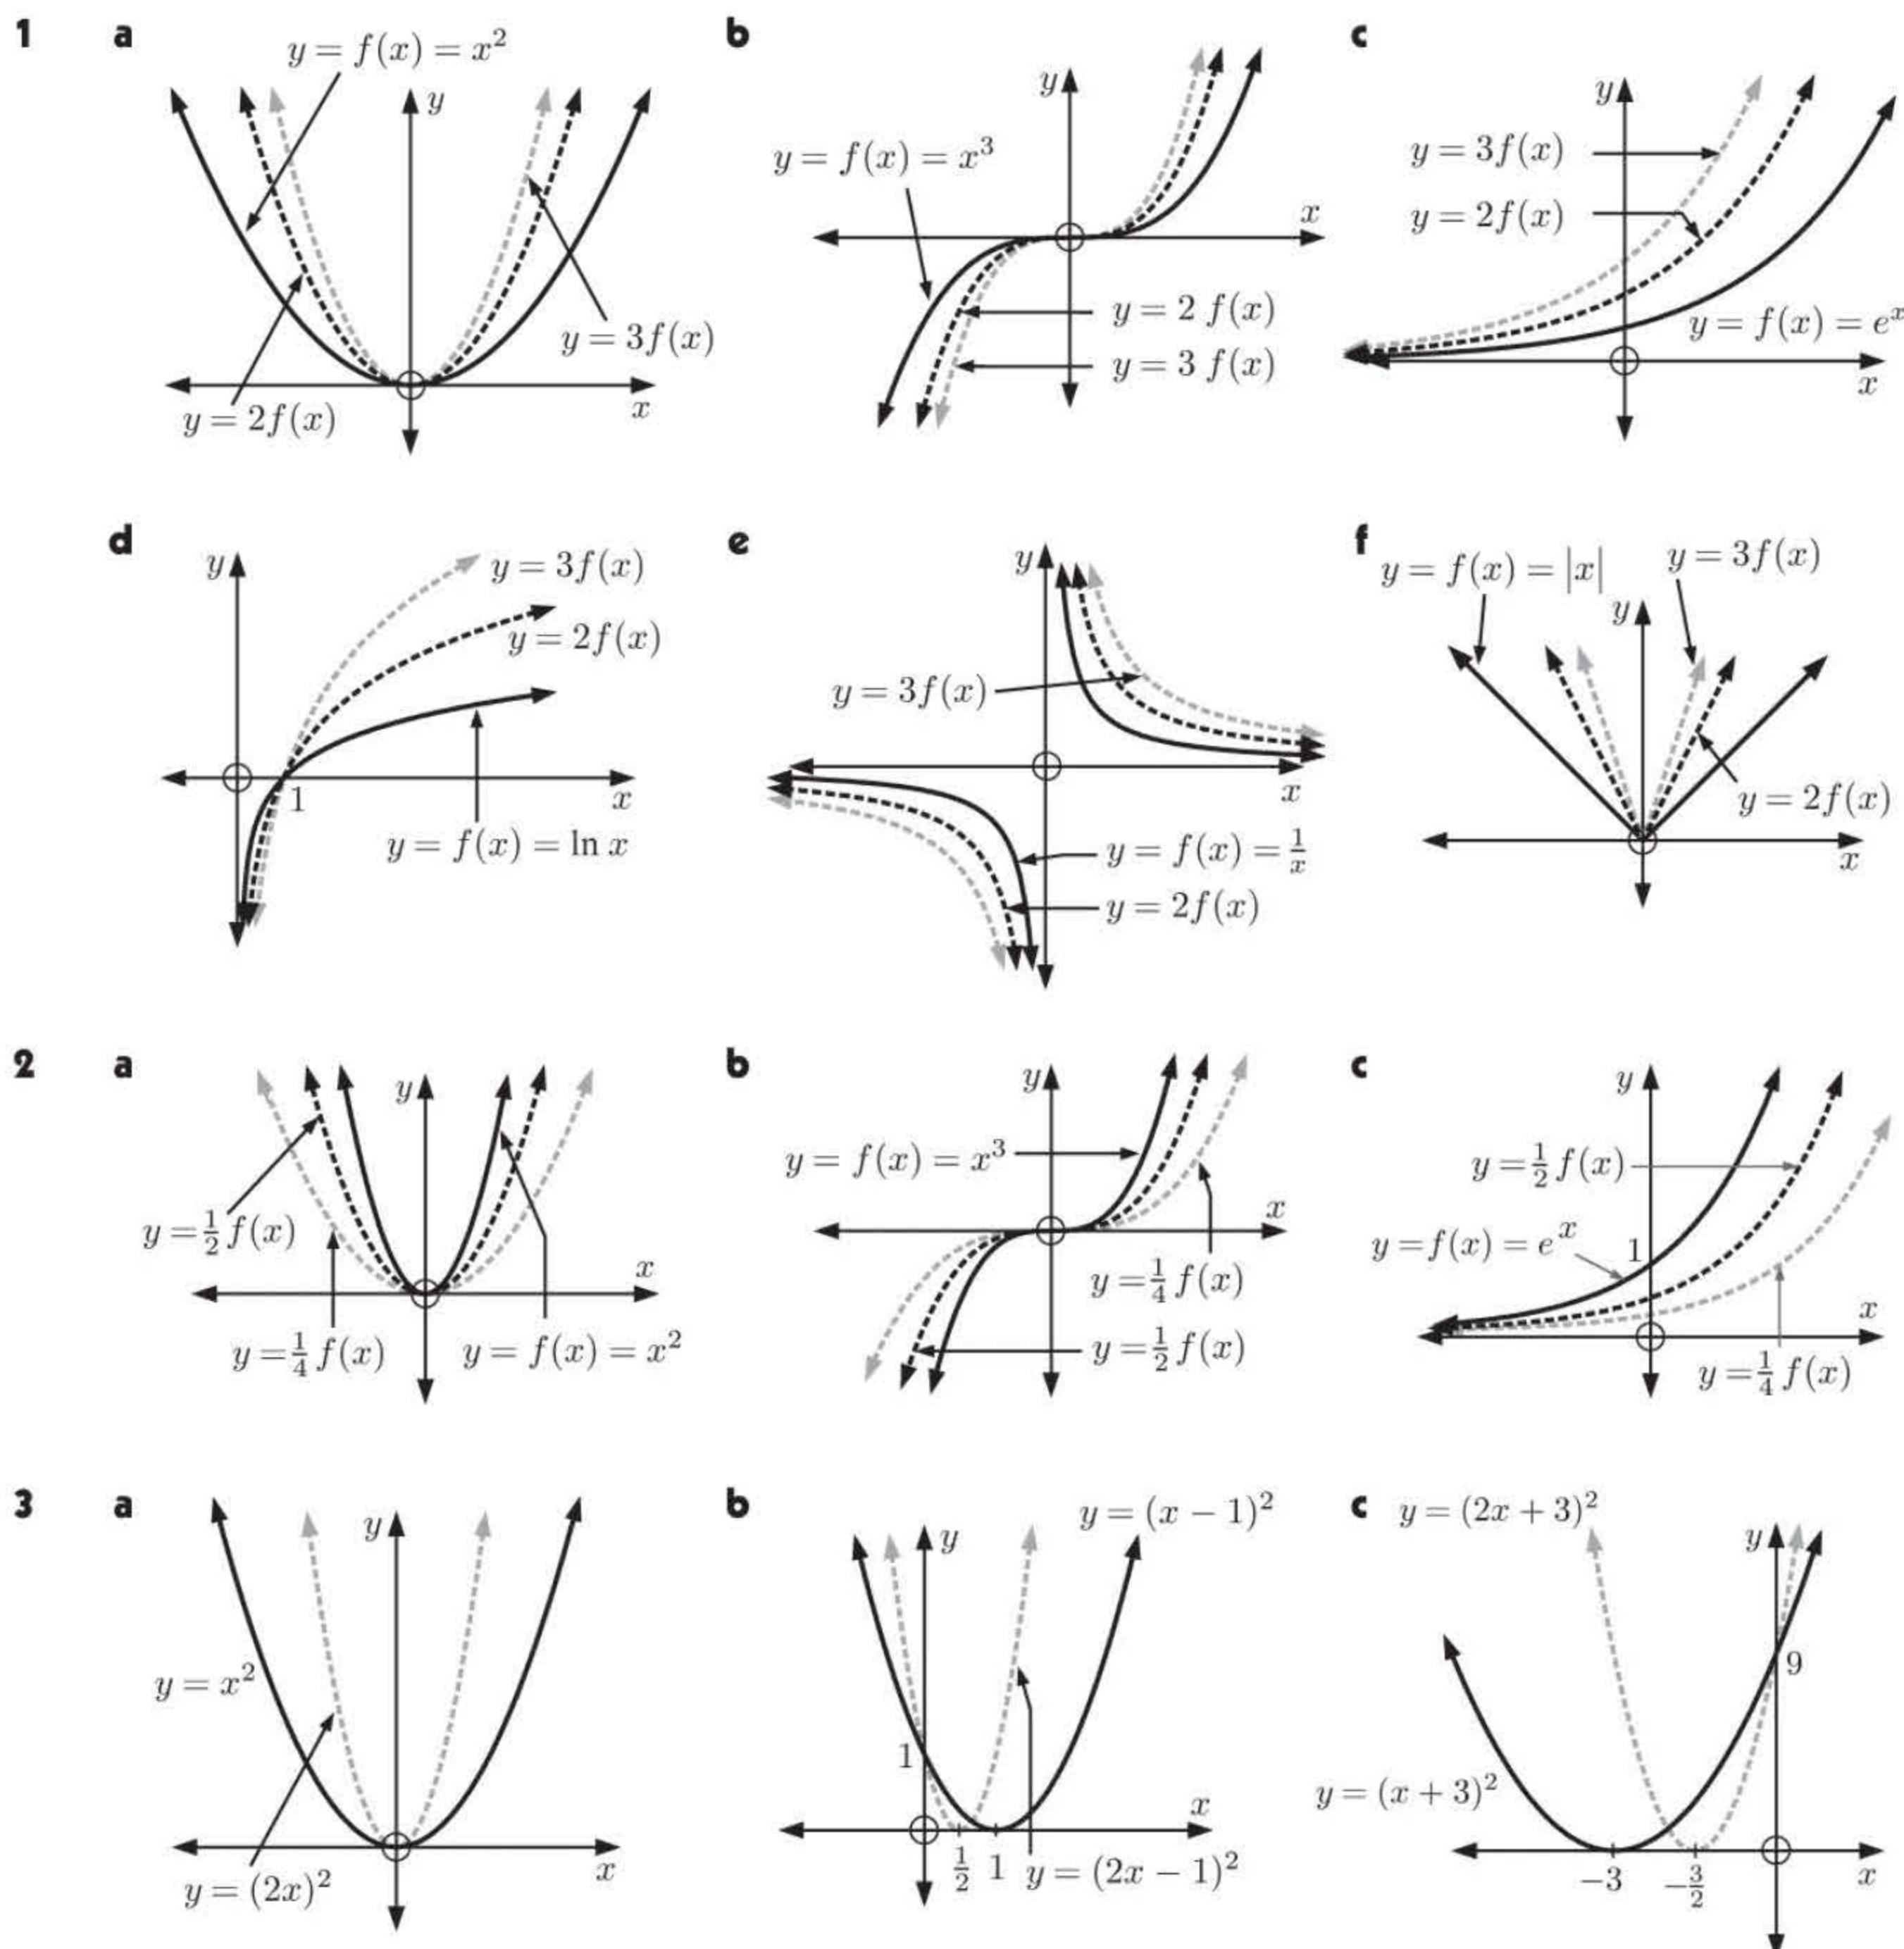 1 a b c
y = f(x) = x²
y
x
y = 3f(x)
y = 2f(x)
y
y = f(x) = x³
x
y = 2 f(x)
y = 3 f(x)
y
y = 3f(x)
y = 2f(x)
y = f(x) = eˣ
x
d e f
y
y = 3f(x)
y = 2f(x)
1
x
y = f(x) = ln x
y
y = 3f(x)
x
y = f(x) = 1/x
y = 2f(x)
y = f(x) = |x|
y = 3f(x)
y
y = 2f(x)
x
2 a b c
y
y = 1/2 f(x)
x
y = 1/4 f(x)
y = f(x) = x²
y
y = f(x) = x³
x
y = 1/4 f(x)
y = 1/2 f(x)
y
y = 1/2 f(x)
y = f(x) = eˣ
1
x
y = 1/4 f(x)
3 a b c
y
y = x²
y = (2x)²
x
y = (x − 1)²
y
1
x
1/2 1
y = (2x − 1)²
y = (2x + 3)²
y
9
y = (x + 3)²
−3 −3/2
x